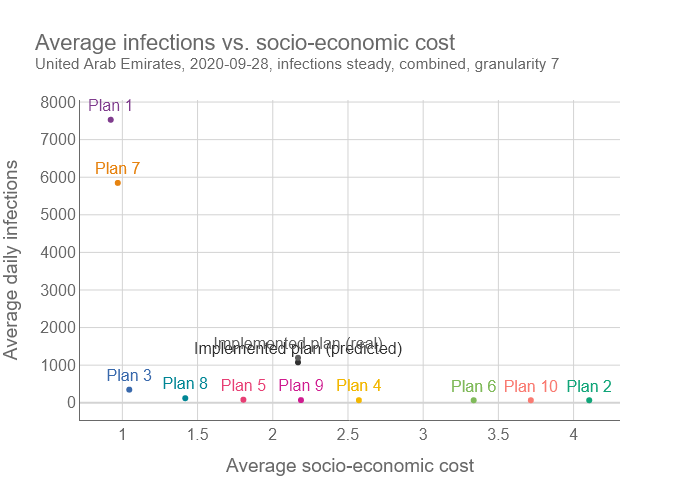 Average infections vs. socio-economic cost
United Arab Emirates, 2020-09-28, infections steady, combined, granularity 7
8000
Plan 1
7000
Plan 7
6000
5000
4000
3000
2000
Implemented plan (real)
Implemented plan (predicted)
1000
Plan 3
Plan 8
Plan 5
Plan 9
Plan 4
Plan 6
Plan 10
Plan 2
0
1
1.5
2
2.5
3
3.5
4
Average socio-economic cost
Average daily infections